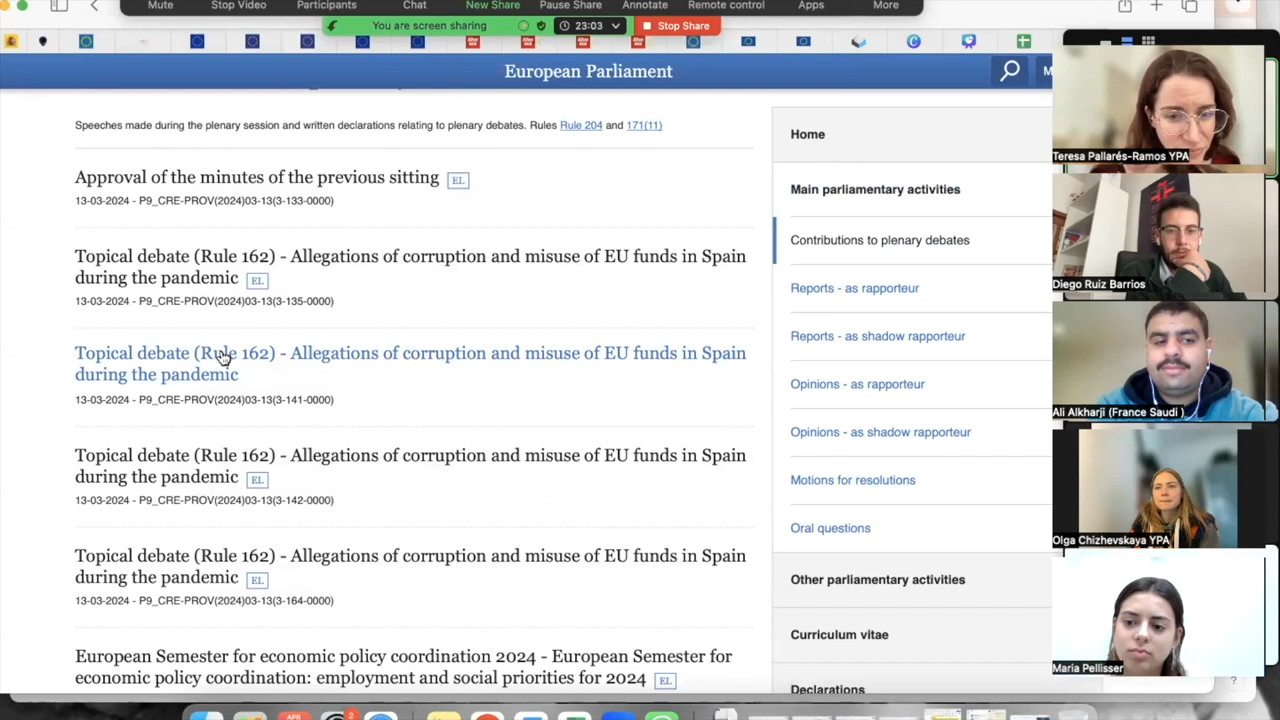 Mute Stop Video Participants Chat New Share Pause Share Annotate Remote control Apps More
You are screen sharing 23:03 Stop Share
European Parliament
M
Speeches made during the plenary session and written declarations relating to plenary debates. Rules Rule 204 and 171(11)
Approval of the minutes of the previous sitting EL
13-03-2024 - P9_CRE-PROV(2024)03-13(3-133-0000)
Topical debate (Rule 162) - Allegations of corruption and misuse of EU funds in Spain
during the pandemic EL
13-03-2024 - P9_CRE-PROV(2024)03-13(3-135-0000)
Topical debate (Rule 162) - Allegations of corruption and misuse of EU funds in Spain
during the pandemic
13-03-2024 - P9_CRE-PROV(2024)03-13(3-141-0000)
Topical debate (Rule 162) - Allegations of corruption and misuse of EU funds in Spain
during the pandemic EL
13-03-2024 - P9_CRE-PROV(2024)03-13(3-142-0000)
Topical debate (Rule 162) - Allegations of corruption and misuse of EU funds in Spain
during the pandemic EL
13-03-2024 - P9_CRE-PROV(2024)03-13(3-164-0000)
European Semester for economic policy coordination 2024 - European Semester for
economic policy coordination: employment and social priorities for 2024 EL
Home
Main parliamentary activities
Contributions to plenary debates
Reports - as rapporteur
Reports - as shadow rapporteur
Opinions - as rapporteur
Opinions - as shadow rapporteur
Motions for resolutions
Oral questions
Other parliamentary activities
Curriculum vitae
Declarations
Teresa Pallarés-Ramos YPA
Diego Ruiz Barrios
Ali Alkharji (France Saudi )
Olga Chizhevskaya YPA
Maria Pellisser
APR
2